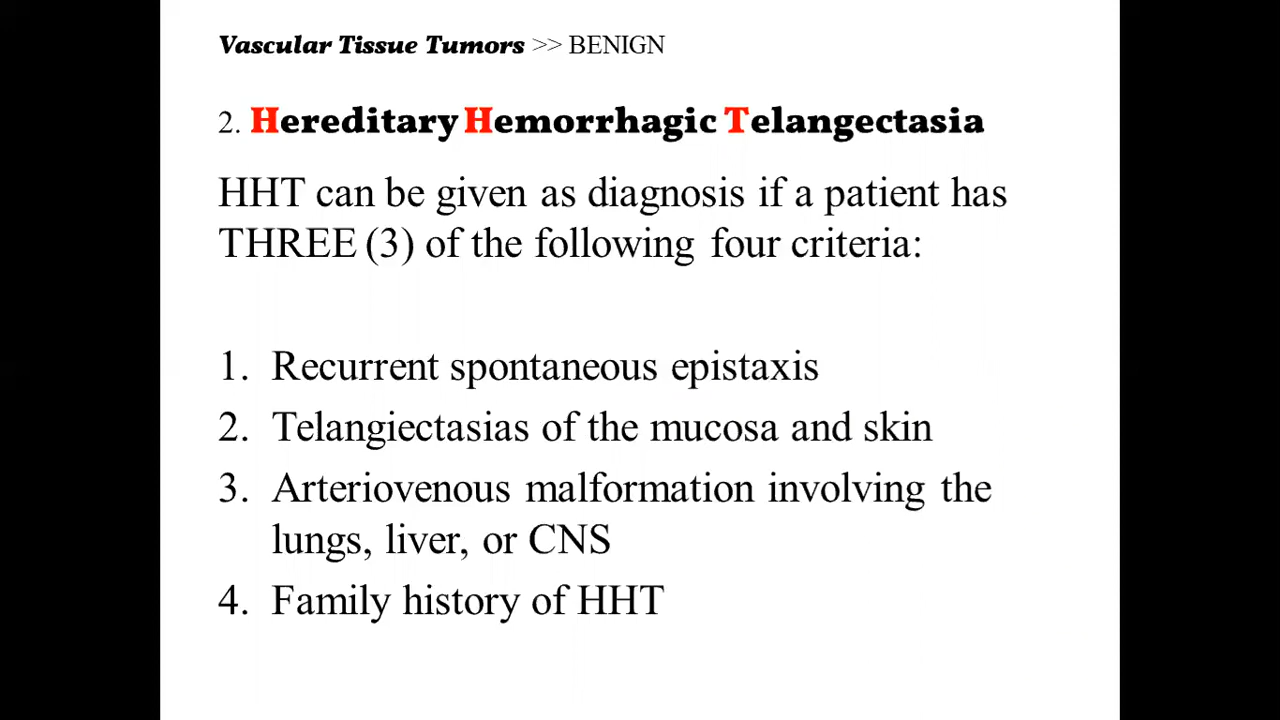 Vascular Tissue Tumors >> BENIGN
2. Hereditary Hemorrhagic Telangectasia
HHT can be given as diagnosis if a patient has
THREE (3) of the following four criteria:
1. Recurrent spontaneous epistaxis
2. Telangiectasias of the mucosa and skin
3. Arteriovenous malformation involving the
lungs, liver, or CNS
4. Family history of HHT